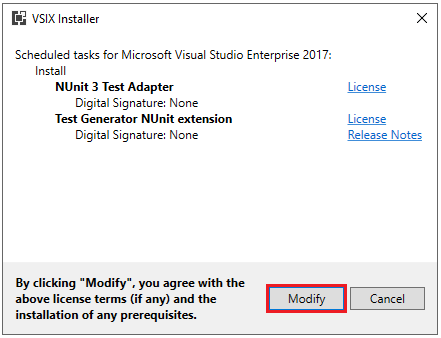 VSIX Installer
Scheduled tasks for Microsoft Visual Studio Enterprise 2017:
Install
NUnit 3 Test Adapter License
Digital Signature: None
Test Generator NUnit extension License
Digital Signature: None Release Notes
By clicking "Modify", you agree with the
above license terms (if any) and the
installation of any prerequisites.
Modify Cancel